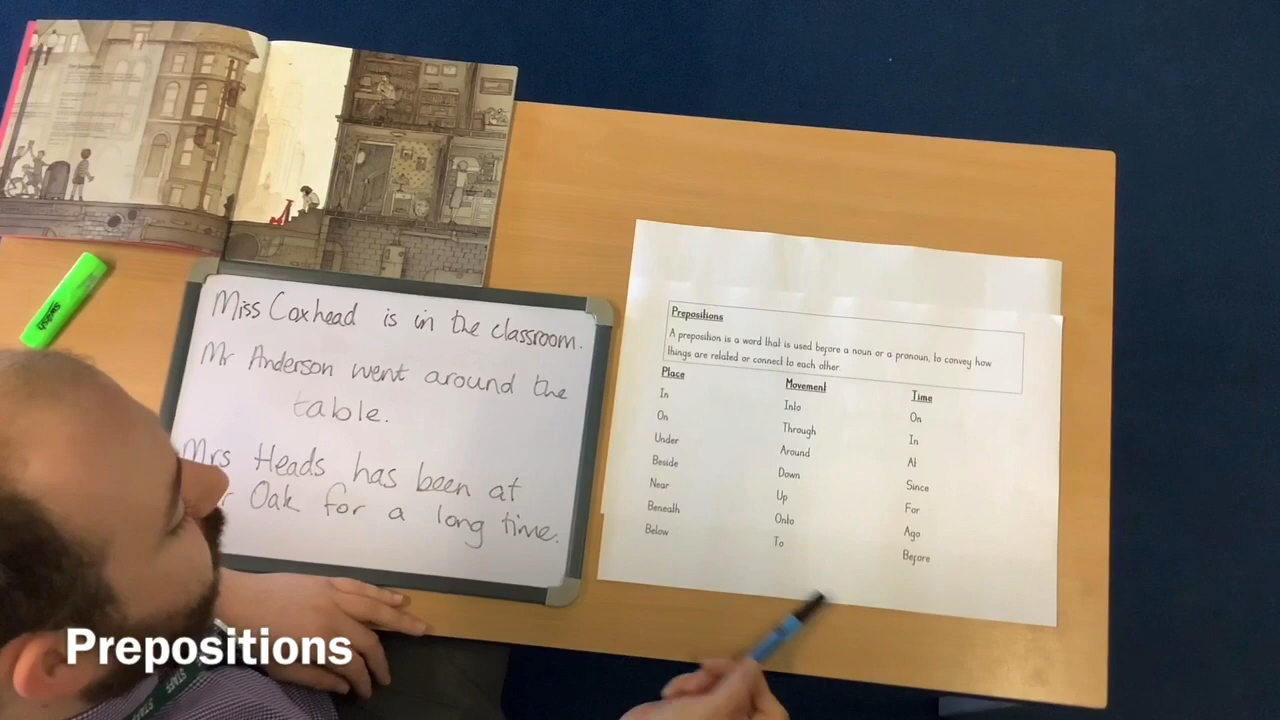 Miss Coxhead is in the classroom.
Mr Anderson went around the
table.
Mrs Heads has been at
Oak for a long time.
Prepositions
A preposition is a word that is used before a noun or a pronoun, to convey how
things are related or connect to each other
Place
In
On
Under
Beside
Near
Beneath
Below
Movement
Into
Through
Around
Down
Up
Onto
To
Time
On
In
At
Since
For
Ago
Before
swash
STAFF
Prepositions